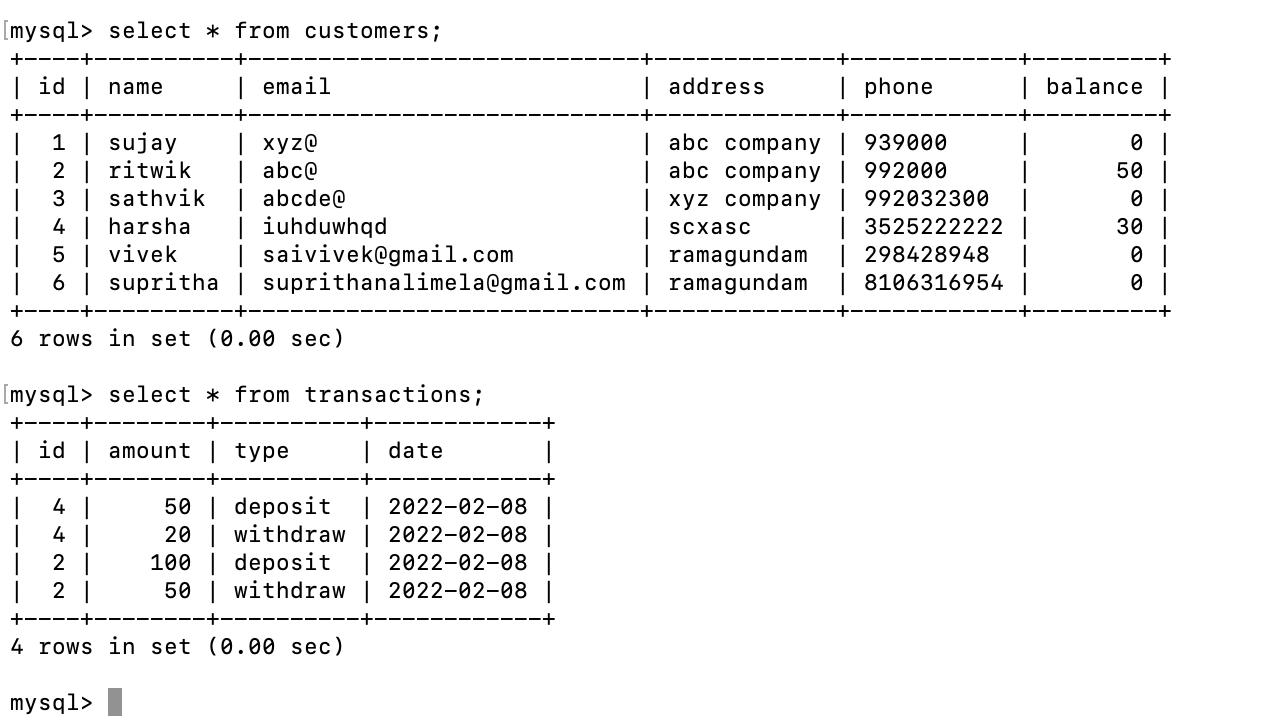 mysql> select * from customers;
+----+----------+----------------------------+-------------+------------+---------+
| id | name     | email                      | address     | phone      | balance |
+----+----------+----------------------------+-------------+------------+---------+
|  1 | sujay    | xyz@                       | abc company | 939000     |       0 |
|  2 | ritwik   | abc@                       | abc company | 992000     |      50 |
|  3 | sathvik  | abcde@                     | xyz company | 992032300  |       0 |
|  4 | harsha   | iuhduwhqd                  | scxasc      | 3525222222 |      30 |
|  5 | vivek    | saivivek@gmail.com         | ramagundam  | 298428948  |       0 |
|  6 | supritha | suprithanalimela@gmail.com | ramagundam  | 8106316954 |       0 |
+----+----------+----------------------------+-------------+------------+---------+
6 rows in set (0.00 sec)
mysql> select * from transactions;
+----+--------+----------+------------+
| id | amount | type     | date       |
+----+--------+----------+------------+
|  4 |     50 | deposit  | 2022-02-08 |
|  4 |     20 | withdraw | 2022-02-08 |
|  2 |    100 | deposit  | 2022-02-08 |
|  2 |     50 | withdraw | 2022-02-08 |
+----+--------+----------+------------+
4 rows in set (0.00 sec)
mysql>